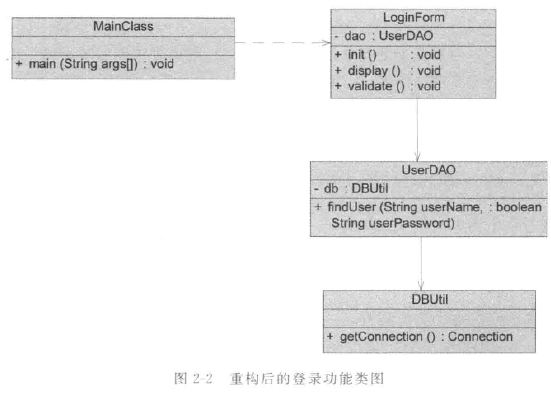 MainClass
+ main (String args[]) : void
LoginForm
- dao : UserDAO
+ init () : void
+ display () : void
+ validate () : void
UserDAO
- db : DBUtil
+ findUser (String userName, : boolean
String userPassword)
DBUtil
+ getConnection () : Connection
图 2-2 重构后的登录功能类图